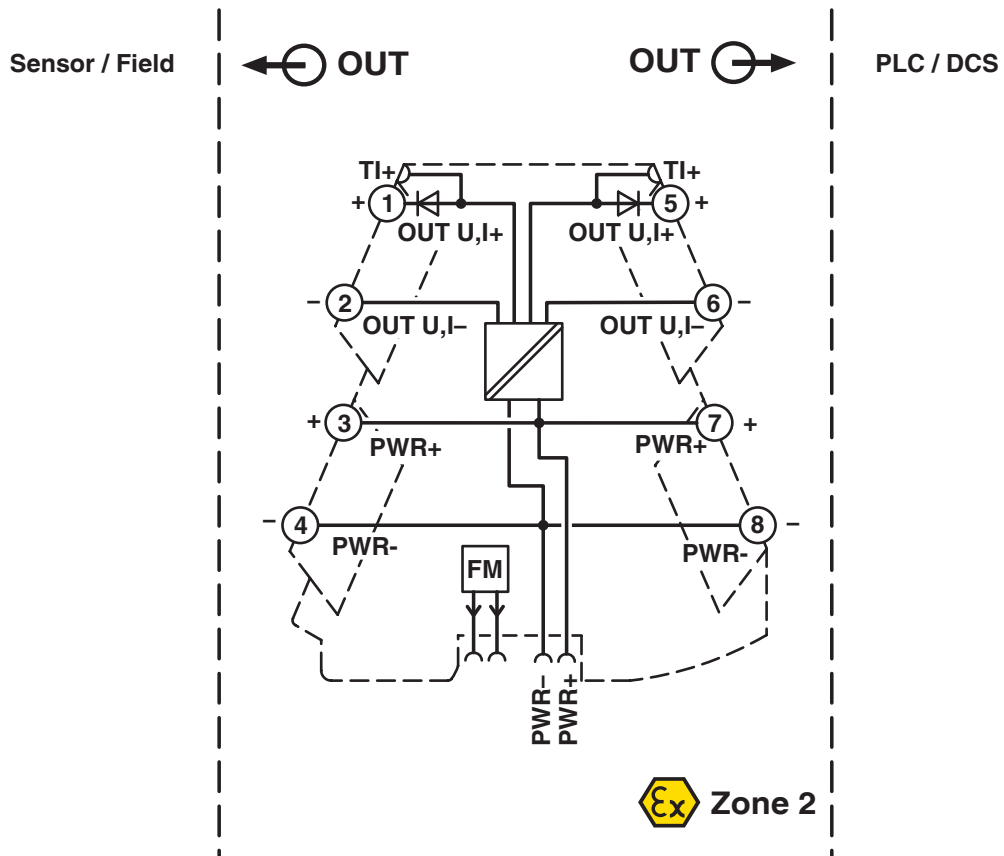 Sensor / Field
OUT
OUT
PLC / DCS
TI+
TI+
+ 1
5 +
OUT U,I+
OUT U,I+
– 2
6 –
OUT U,I–
OUT U,I–
+ 3
7 +
PWR+
PWR+
– 4
8 –
PWR-
PWR-
FM
PWR–
PWR+
Ex Zone 2